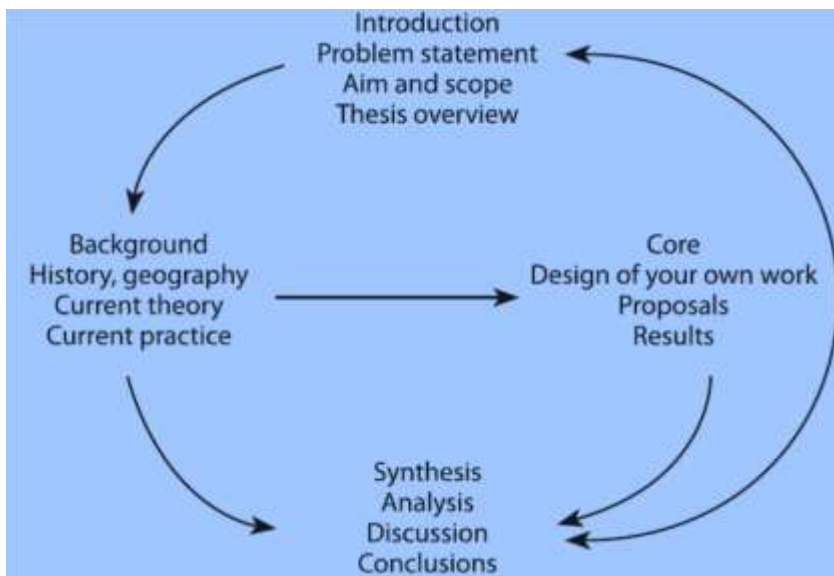 Introduction
Problem statement
Aim and scope
Thesis overview
Background
History, geography
Current theory
Current practice
Core
Design of your own work
Proposals
Results
Synthesis
Analysis
Discussion
Conclusions